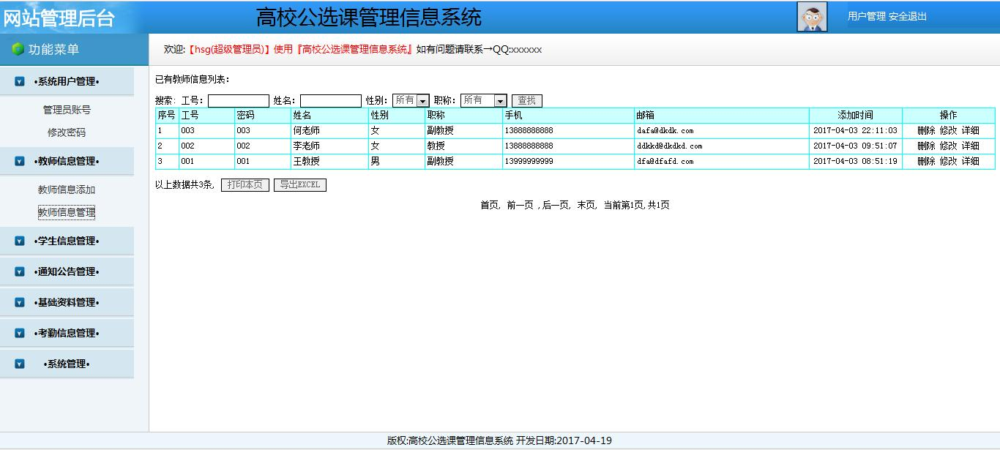 网站管理后台
高校公选课管理信息系统
用户管理 安全退出
功能菜单
欢迎:【hsg(超级管理员)】使用『高校公选课管理信息系统』如有问题请联系→QQ:xxxxxx
•系统用户管理•
管理员账号
修改密码
•教师信息管理•
教师信息添加
教师信息管理
•学生信息管理•
•通知公告管理•
•基础资料管理•
•考勤信息管理•
•系统管理•
已有教师信息列表：
搜索: 工号： 姓名： 性别： 所有 职称： 所有 查找
序号 工号 密码 姓名 性别 职称 手机 邮箱 添加时间 操作
1 003 003 何老师 女 副教授 13888888888 dafa@dkdk.com 2017-04-03 22:11:03 删除 修改 详细
2 002 002 李老师 女 教授 13888888888 ddkkd@dkdkd.com 2017-04-03 09:51:07 删除 修改 详细
3 001 001 王教授 男 副教授 13999999999 dfa@dfafd.com 2017-04-03 08:51:19 删除 修改 详细
以上数据共3条, 打印本页 导出EXCEL
首页, 前一页 ,后一页, 末页, 当前第1页,共1页
版权:高校公选课管理信息系统 开发日期:2017-04-19